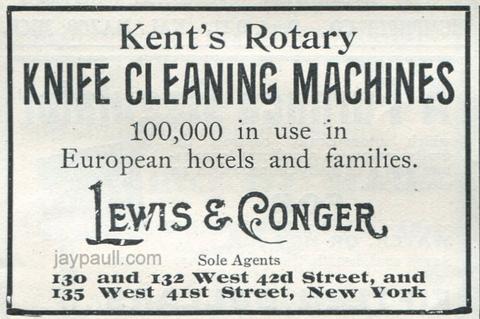 Kent's Rotary
KNIFE CLEANING MACHINES
100,000 in use in
European hotels and families.
LEWIS & CONGER,
jaypaull.com
Sole Agents
130 and 132 West 42d Street, and
135 West 41st Street, New York